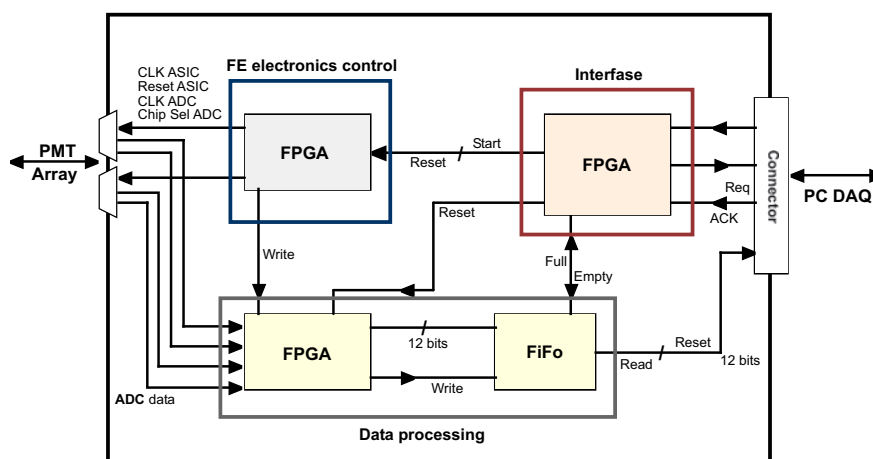 FE electronics control
CLK ASIC
Reset ASIC
CLK ADC
Chip Sel ADC
Interfase
PMT
Array
FPGA
Reset
Start
FPGA
Req
ACK
Connector
PC DAQ
Reset
Write
Full
Empty
FPGA
12 bits
Write
FiFo
Read
Reset
12 bits
ADC data
Data processing